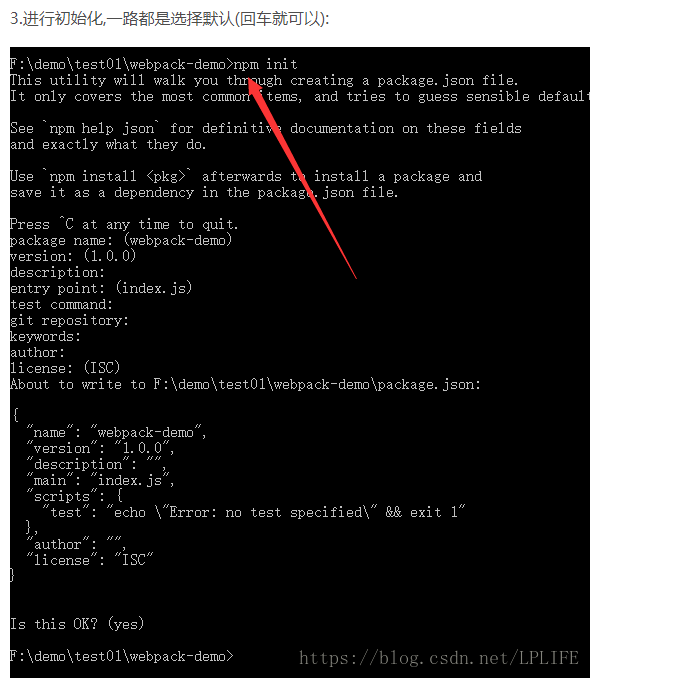 3.进行初始化,一路都是选择默认(回车就可以):
F:\demo\test01\webpack-demo>npm init
This utility will walk you through creating a package.json file.
It only covers the most common items, and tries to guess sensible default
See `npm help json` for definitive documentation on these fields
and exactly what they do.
Use `npm install <pkg>` afterwards to install a package and
save it as a dependency in the package.json file.
Press ^C at any time to quit.
package name: (webpack-demo)
version: (1.0.0)
description:
entry point: (index.js)
test command:
git repository:
keywords:
author:
license: (ISC)
About to write to F:\demo\test01\webpack-demo\package.json:
{
  "name": "webpack-demo",
  "version": "1.0.0",
  "description": "",
  "main": "index.js",
  "scripts": {
    "test": "echo \"Error: no test specified\" && exit 1"
  },
  "author": "",
  "license": "ISC"
}
Is this OK? (yes)
F:\demo\test01\webpack-demo>
https://blog.csdn.net/LPLIFE